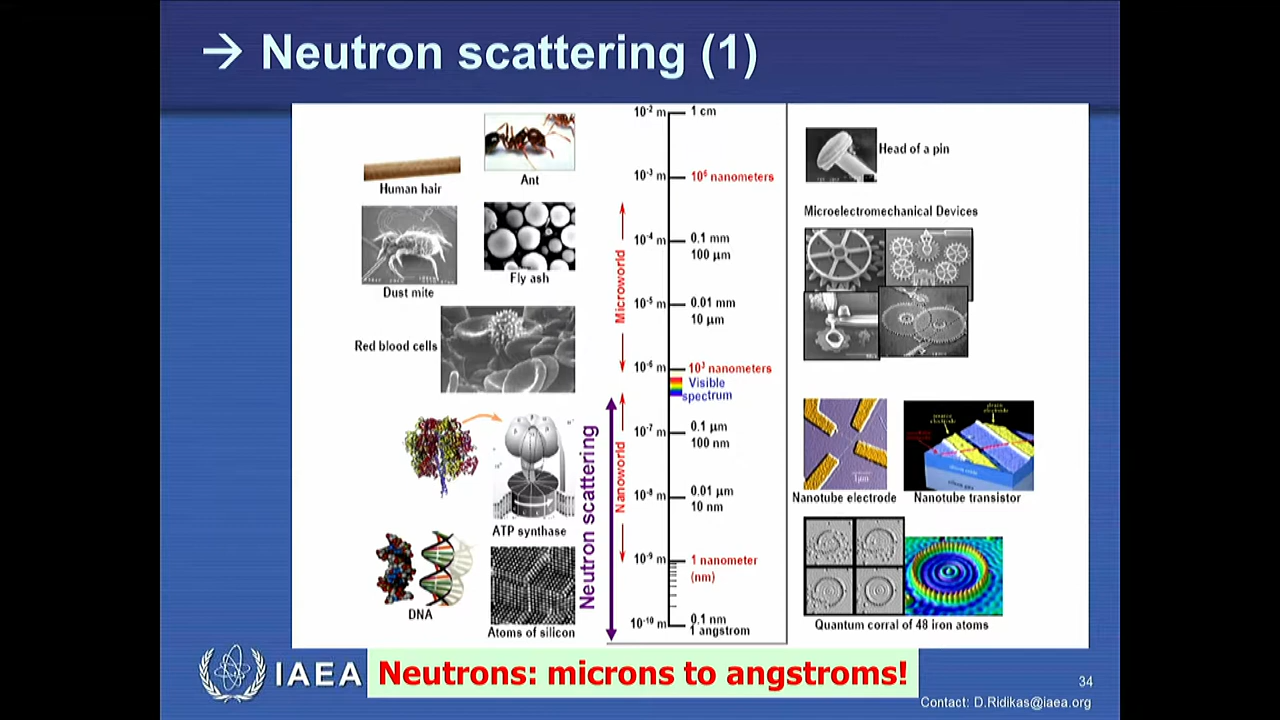 → Neutron scattering (1)
Human hair
Ant
Dust mite
Fly ash
Red blood cells
ATP synthase
DNA
Atoms of silicon
Neutron scattering
Microworld
Nanoworld
10-2 m 1 cm
10-3 m 106 nanometers
10-4 m 0.1 mm
100 µm
10-5 m 0.01 mm
10 µm
10-6 m 103 nanometers
Visible
spectrum
10-7 m 0.1 µm
100 nm
10-8 m 0.01 µm
10 nm
10-9 m 1 nanometer
(nm)
10-10 m 0.1 nm
1 angstrom
Head of a pin
Microelectromechanical Devices
1µm
Nanotube electrode
Nanotube transistor
Quantum corral of 48 iron atoms
IAEA
Neutrons: microns to angstroms!
34
Contact: D.Ridikas@iaea.org